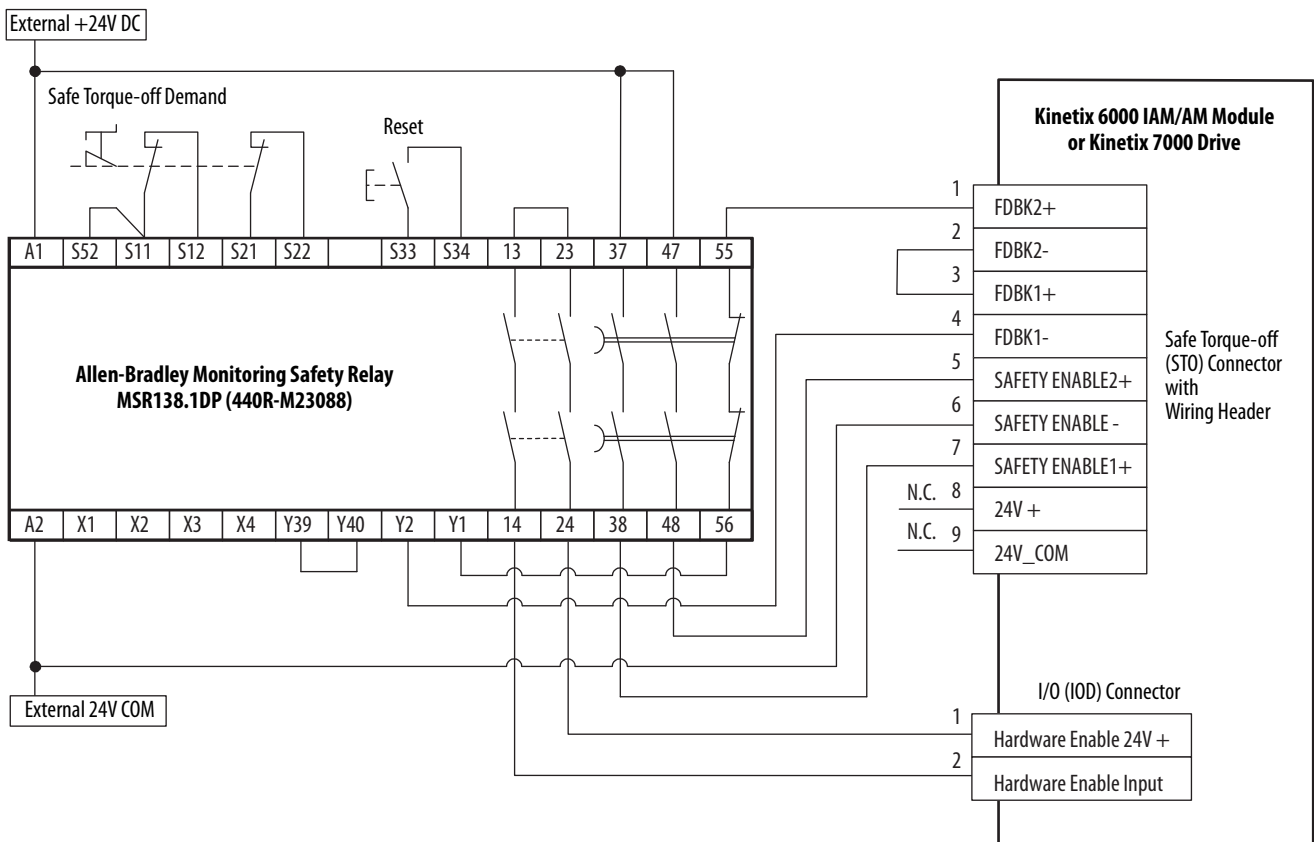 External +24V DC
Safe Torque-off Demand
Reset
A1 S52 S11 S12 S21 S22 S33 S34 13 23 37 47 55
Allen-Bradley Monitoring Safety Relay
MSR138.1DP (440R-M23088)
A2 X1 X2 X3 X4 Y39 Y40 Y2 Y1 14 24 38 48 56
External 24V COM
Kinetix 6000 IAM/AM Module
or Kinetix 7000 Drive
1 FDBK2+
2 FDBK2-
3 FDBK1+
4 FDBK1-
5 SAFETY ENABLE2+
6 SAFETY ENABLE -
7 SAFETY ENABLE1+
N.C. 8 24V +
N.C. 9 24V_COM
Safe Torque-off
(STO) Connector
with
Wiring Header
I/O (IOD) Connector
1 Hardware Enable 24V +
2 Hardware Enable Input